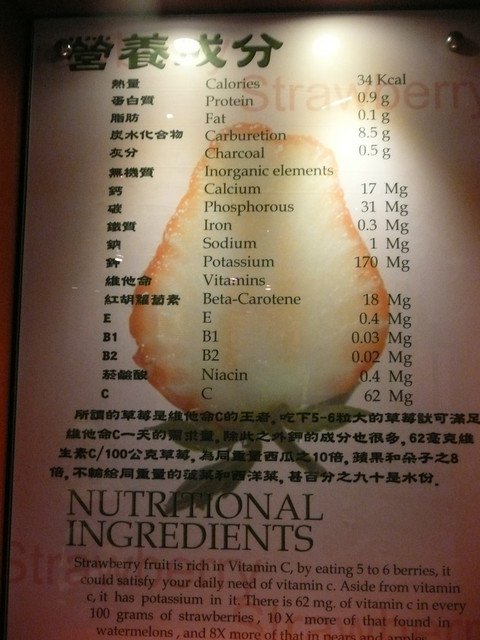 營養成分
Strawberry
熱量 Calories 34 Kcal
蛋白質 Protein 0.9 g
脂肪 Fat 0.1 g
炭水化合物 Carburetion 8.5 g
灰分 Charcoal 0.5 g
無機質 Inorganic elements
鈣 Calcium 17 Mg
磷 Phosphorous 31 Mg
鐵質 Iron 0.3 Mg
鈉 Sodium 1 Mg
鉀 Potassium 170 Mg
維他命 Vitamins
紅胡蘿蔔素 Beta-Carotene 18 Mg
E E 0.4 Mg
B1 B1 0.03 Mg
B2 B2 0.02 Mg
菸鹼酸 Niacin 0.4 Mg
C C 62 Mg
所謂的草莓是維他命C的王者。吃下5-6粒大的草莓就可滿足
維他命C一天的需求量。除此之外鉀的成分也很多。62毫克維
生素C/100公克草莓。為同重量西瓜之10倍。蘋果和朵子之8
倍。不輸給同重量的菠菜和西洋菜。甚百分之九十是水份。
NUTRITIONAL
INGREDIENTS
Strawberry fruit is rich in Vitamin C, by eating 5 to 6 berries, it
could satisfy your daily need of vitamin c. Aside from vitamin
c, it has potassium in it. There is 62 mg. of vitamin c in every
100 grams of strawberries, 10 X more of that found in
watermelons, and 8X more of that in pears and apples